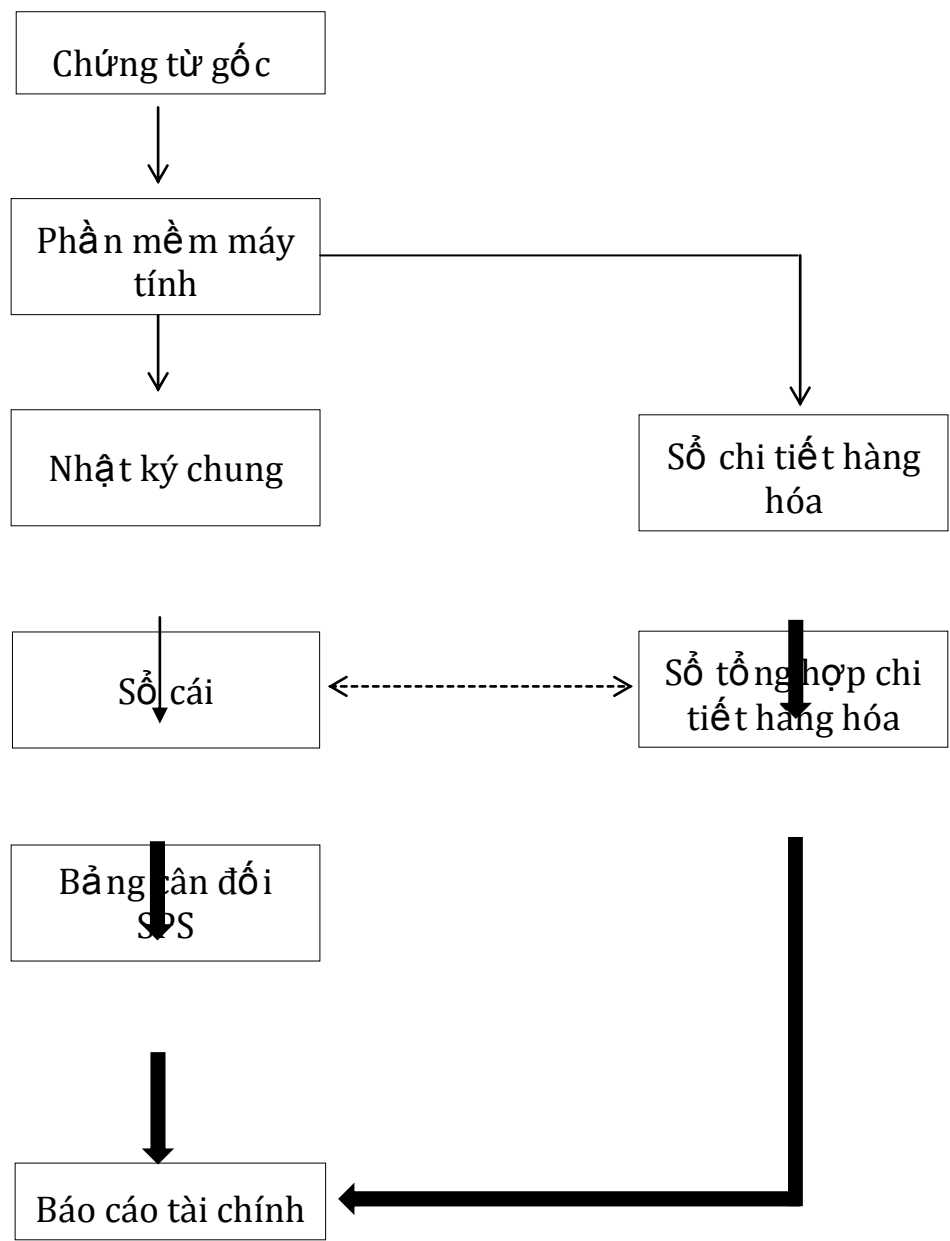 Chứng từ gốc
Phần mềm máy
tính
Nhật ký chung
Sổ chi tiết hàng
hóa
Sổ cái
Sổ tổng hợp chi
tiết hàng hóa
Bảng cân đối
SPS
Báo cáo tài chính